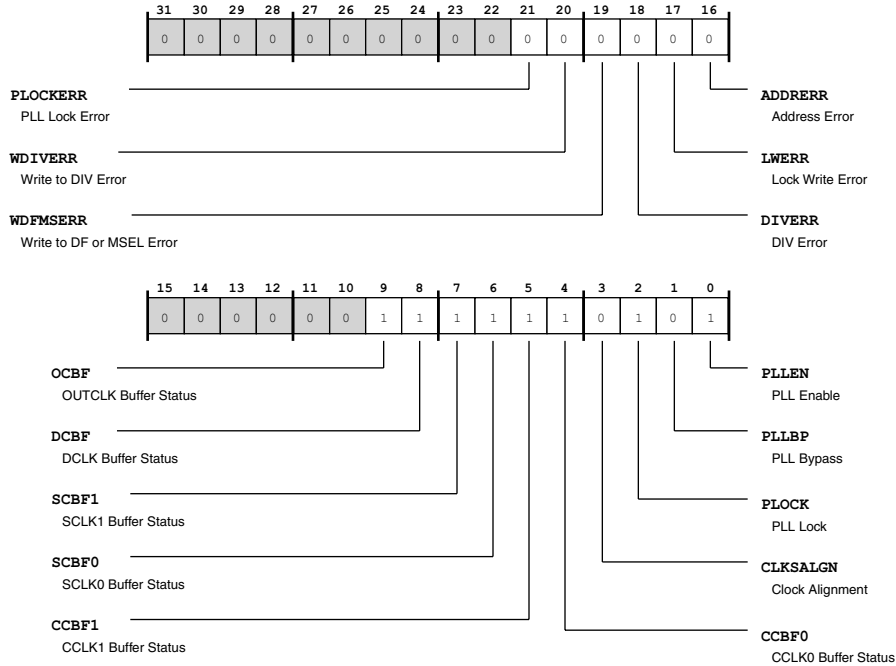 31 30 29 28 27 26 25 24 23 22 21 20 19 18 17 16
0 0 0 0 0 0 0 0 0 0 0 0 0 0 0 0
PLOCKERR
PLL Lock Error
ADDRERR
Address Error
WDIVERR
Write to DIV Error
LWERR
Lock Write Error
WDFMSERR
Write to DF or MSEL Error
DIVERR
DIV Error
15 14 13 12 11 10 9 8 7 6 5 4 3 2 1 0
0 0 0 0 0 0 1 1 1 1 1 1 0 1 0 1
OCBF
OUTCLK Buffer Status
PLLEN
PLL Enable
DCBF
DCLK Buffer Status
PLLBP
PLL Bypass
SCBF1
SCLK1 Buffer Status
PLOCK
PLL Lock
SCBF0
SCLK0 Buffer Status
CLKSALGN
Clock Alignment
CCBF1
CCLK1 Buffer Status
CCBF0
CCLK0 Buffer Status